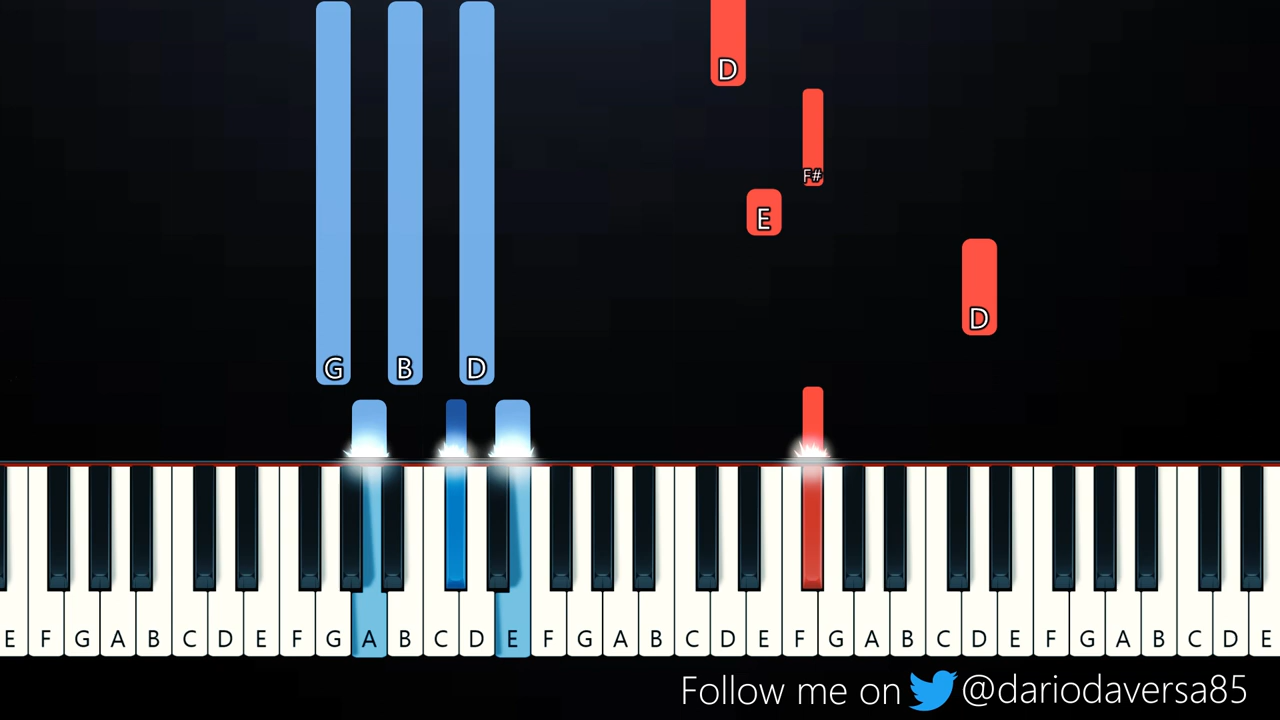 D
F#
E
D
G B D
E F G A B C D E F G A B C D E F G A B C D E F G A B C D E F G A B C D E
Follow me on @dariodaversa85